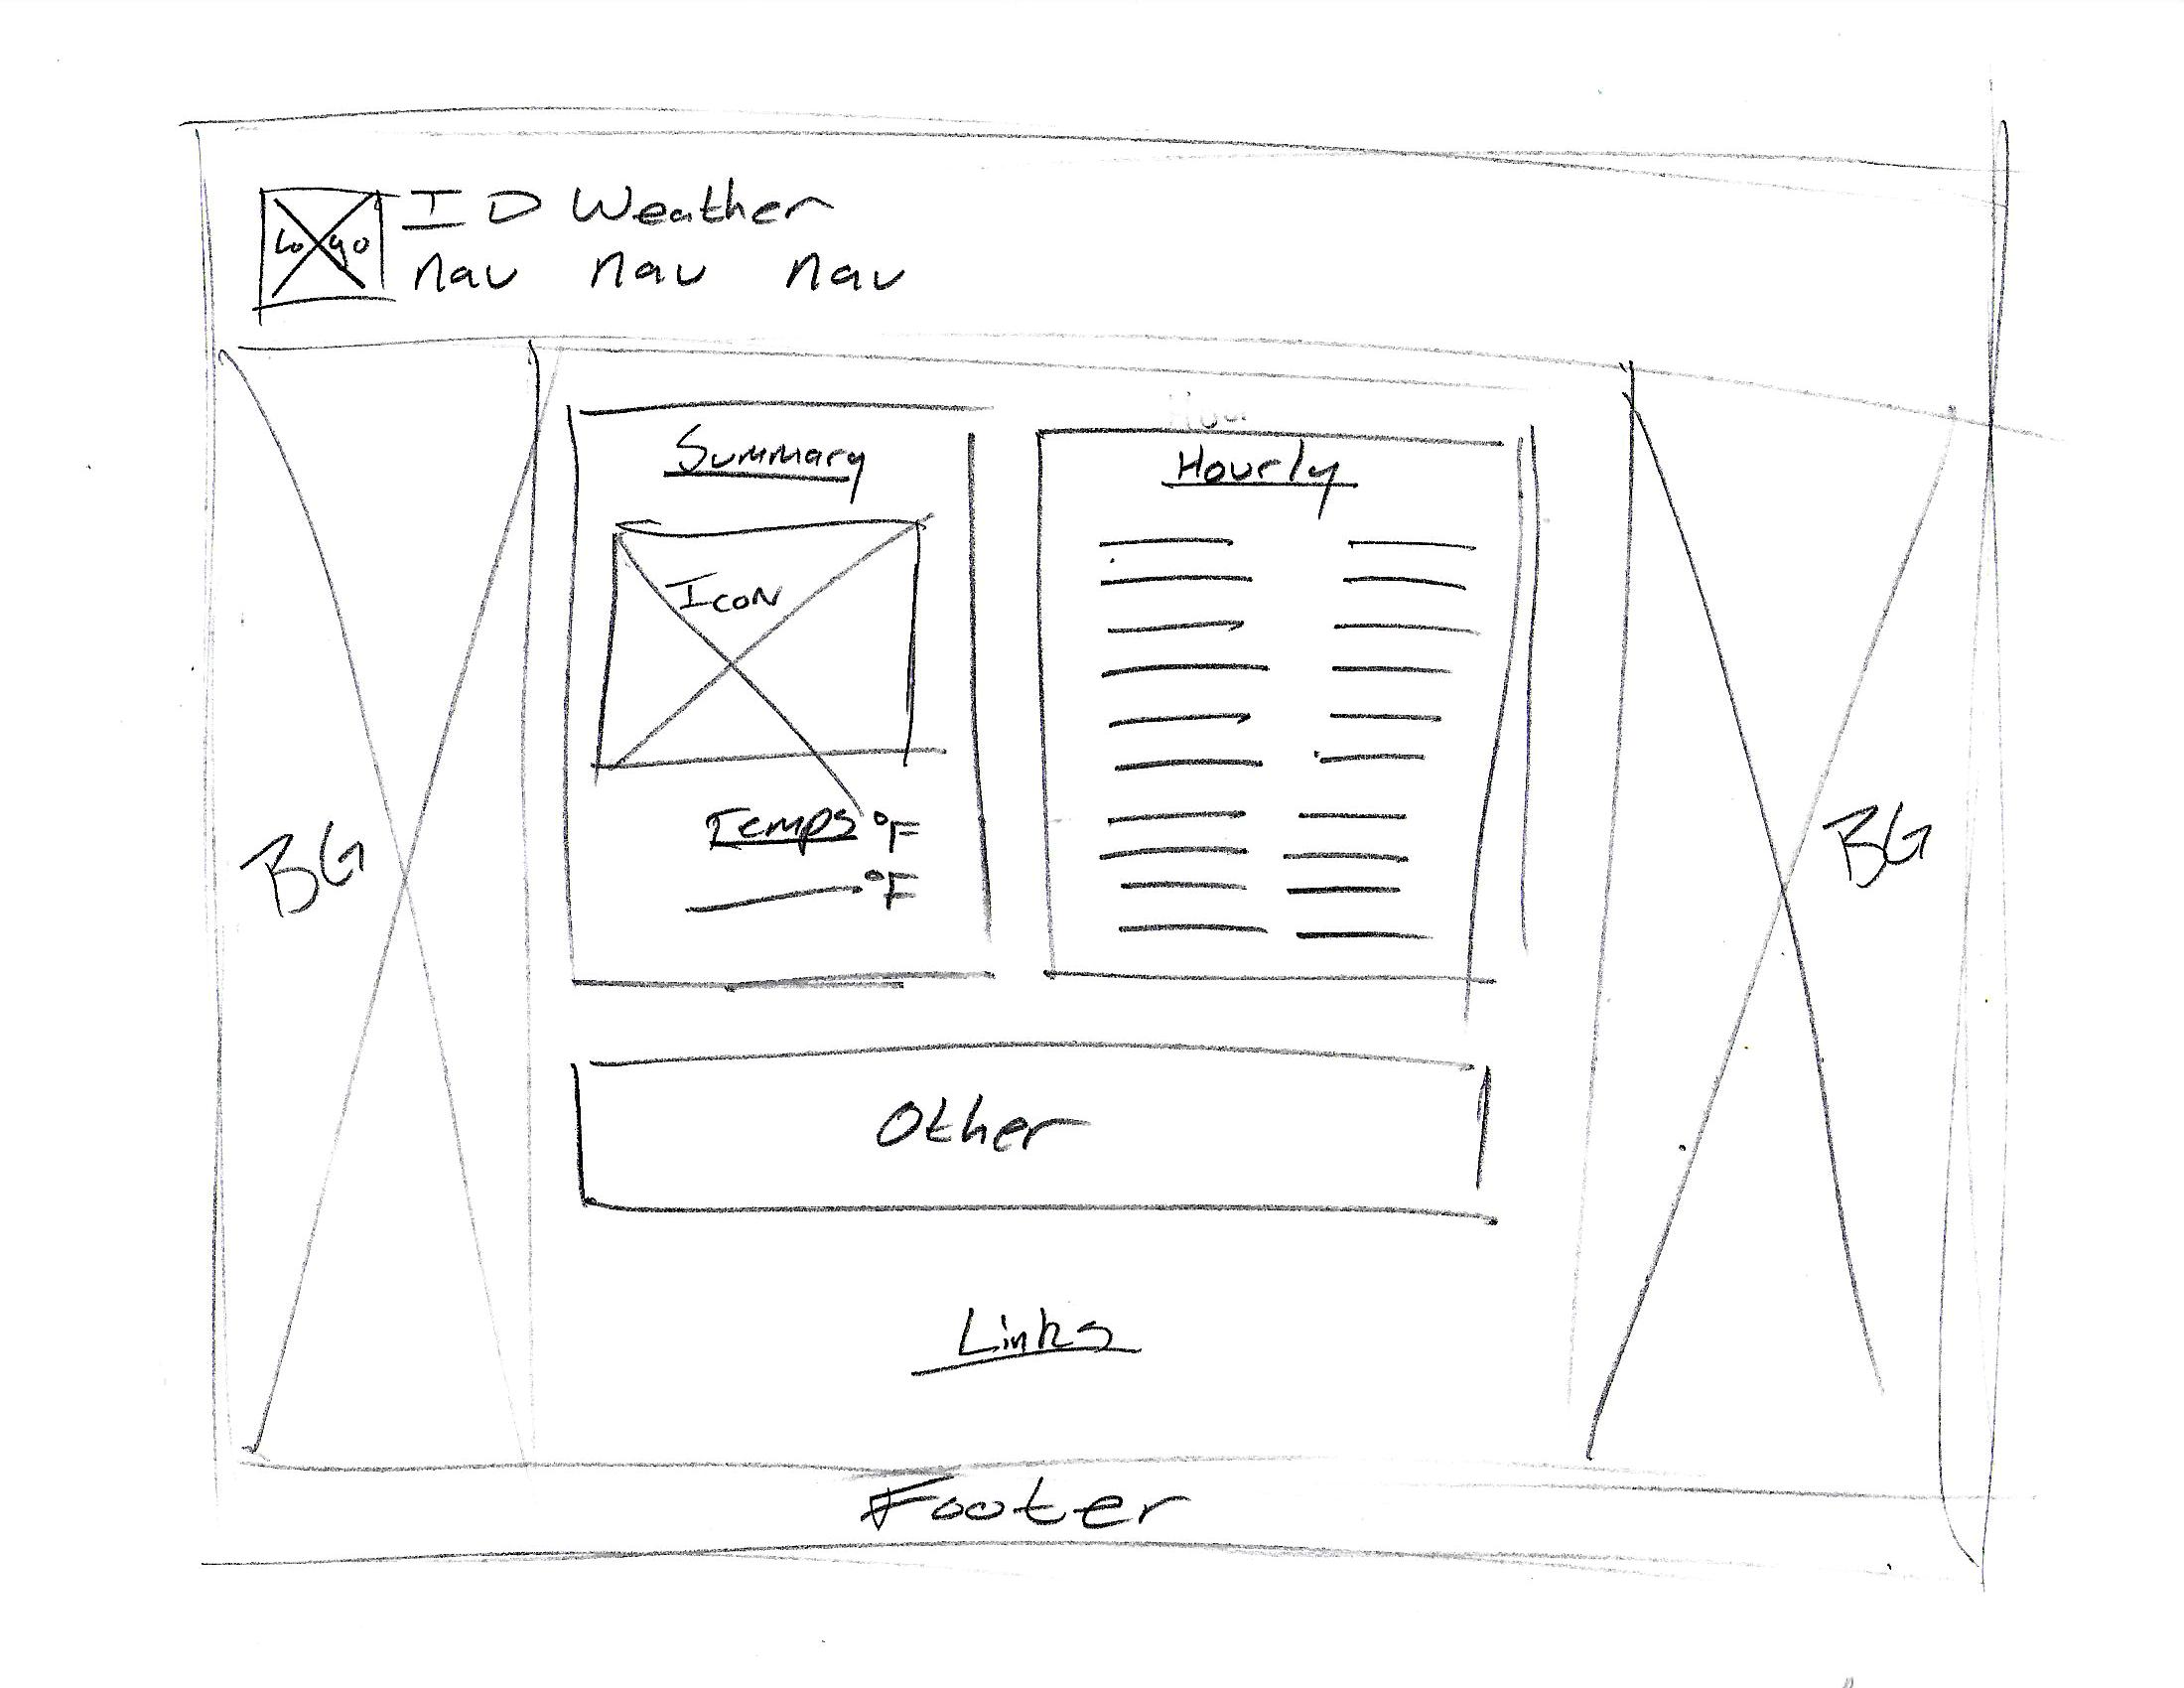 Logo
ID Weather
nav nav nav
Summary
Hourly
Icon
Temps °F
°F
BG
BG
Other
Links
Footer